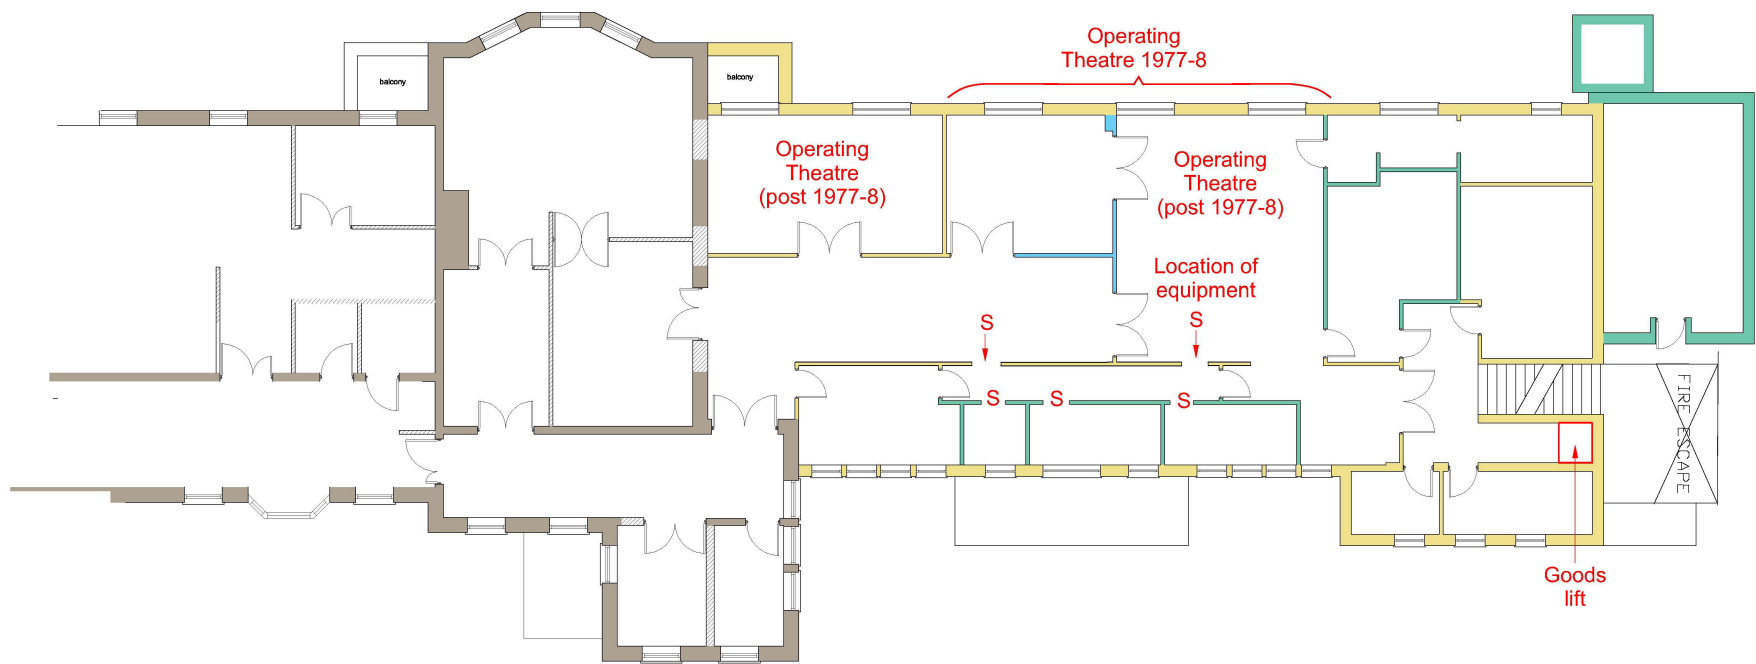 Operating
Theatre 1977-8
balcony
balcony
Operating
Theatre
(post 1977-8)
Operating
Theatre
(post 1977-8)
Location of
equipment
S
S
S
S
S
FIRE ESCAPE
Goods
lift